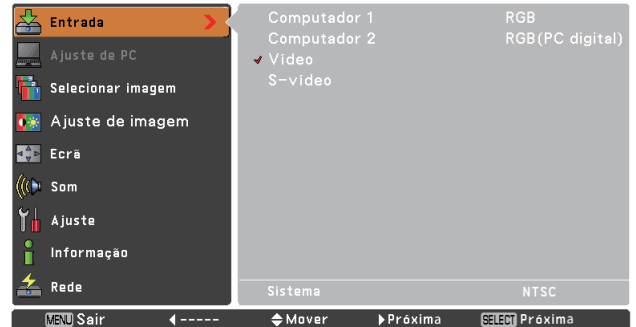 Entrada
Ajuste de PC
Selecionar imagem
Ajuste de imagem
Ecrã
Som
Ajuste
Informação
Rede
Computador 1 RGB
Computador 2 RGB(PC digital)
Vídeo
S-vídeo
Sistema NTSC
MENU Sair ----- Mover Próxima SELECT Próxima